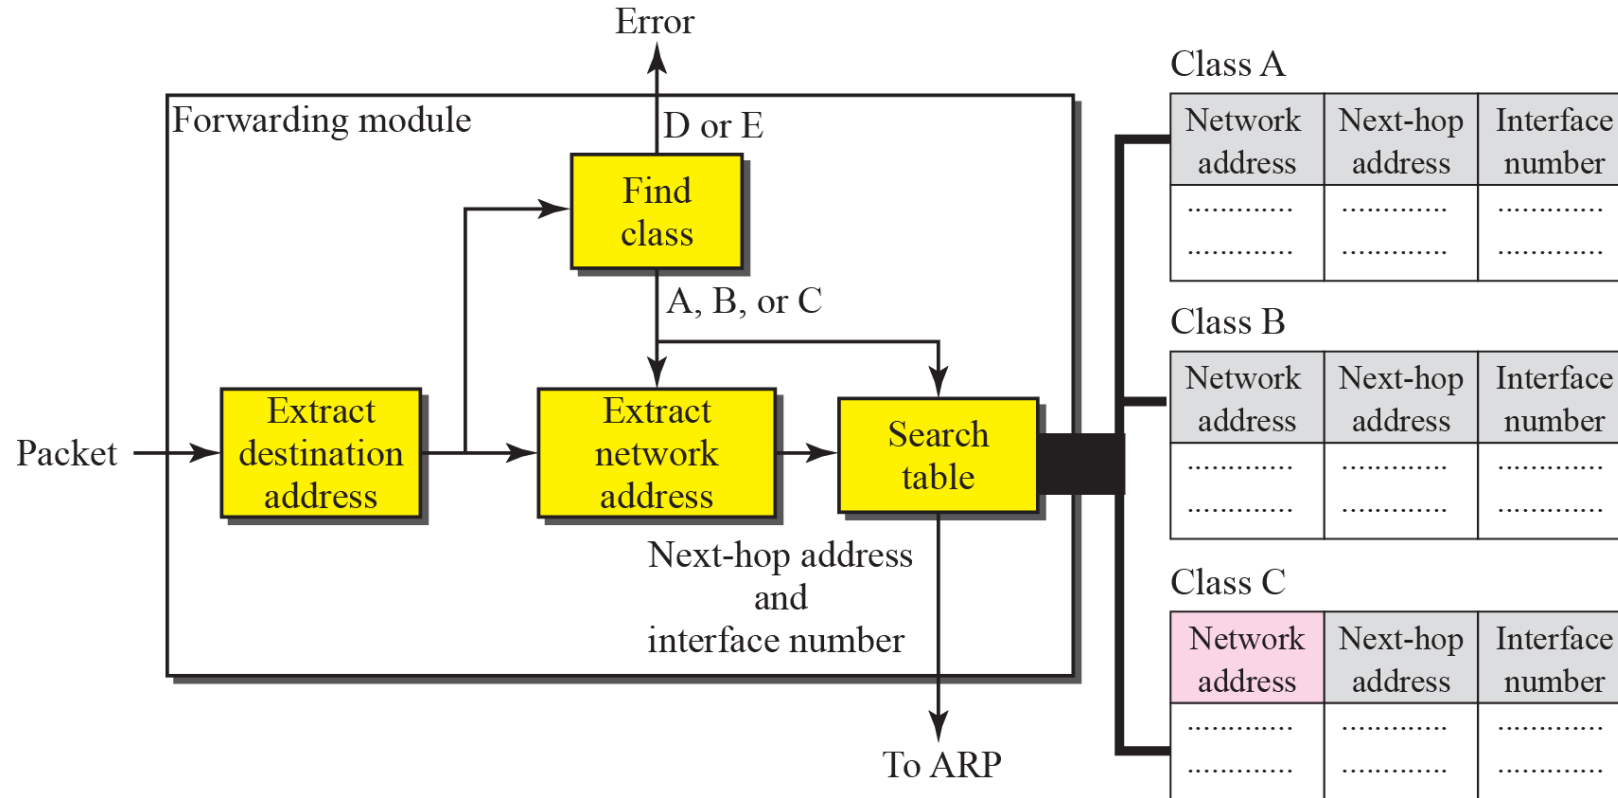 Error
Forwarding module
D or E
Find
class
A, B, or C
Packet
Extract
destination
address
Extract
network
address
Search
table
Next-hop address
and
interface number
To ARP
Class A
Network
address
Next-hop
address
Interface
number
............. ............. .............
............. ............. .............
Class B
Network
address
Next-hop
address
Interface
number
............. ............. .............
............. ............. .............
Class C
Network
address
Next-hop
address
Interface
number
............. ............. .............
............. ............. .............